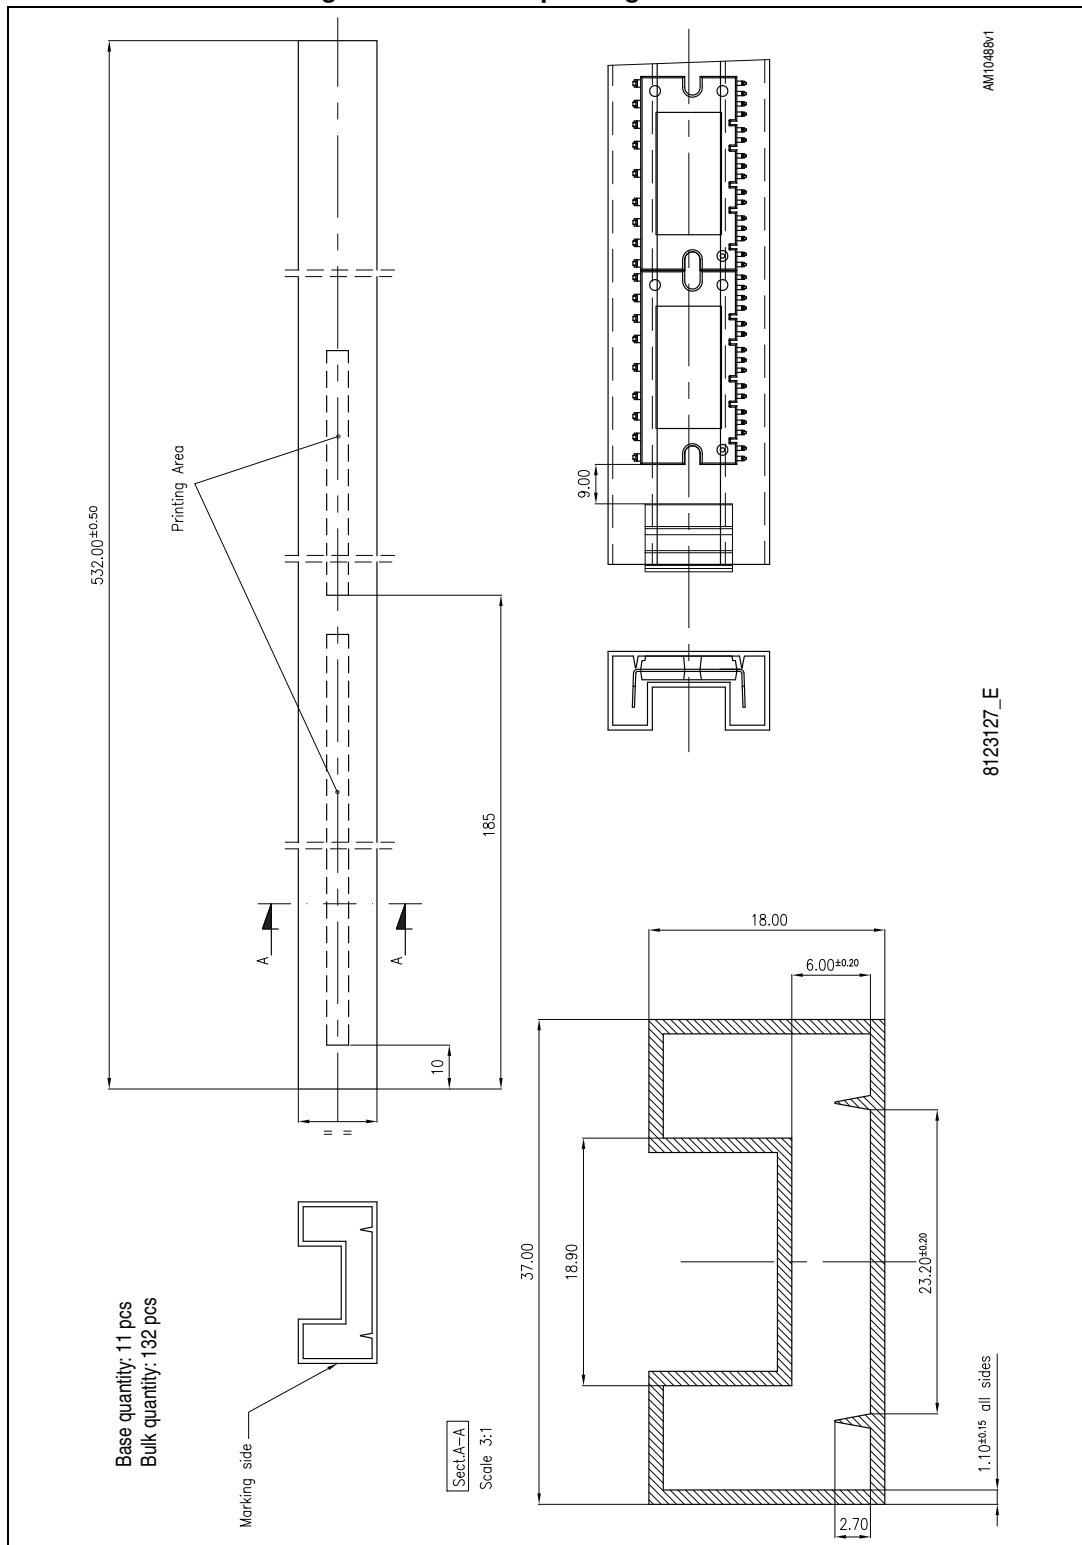 AM10488v1
532.00±0.50
Printing Area
185
10
A
A
= =
9.00
8123127_E
Base quantity: 11 pcs
Bulk quantity: 132 pcs
Marking side
Sect.A-A
Scale 3:1
18.00
6.00±0.20
37.00
18.90
23.20±0.20
1.10±0.15 all sides
2.70